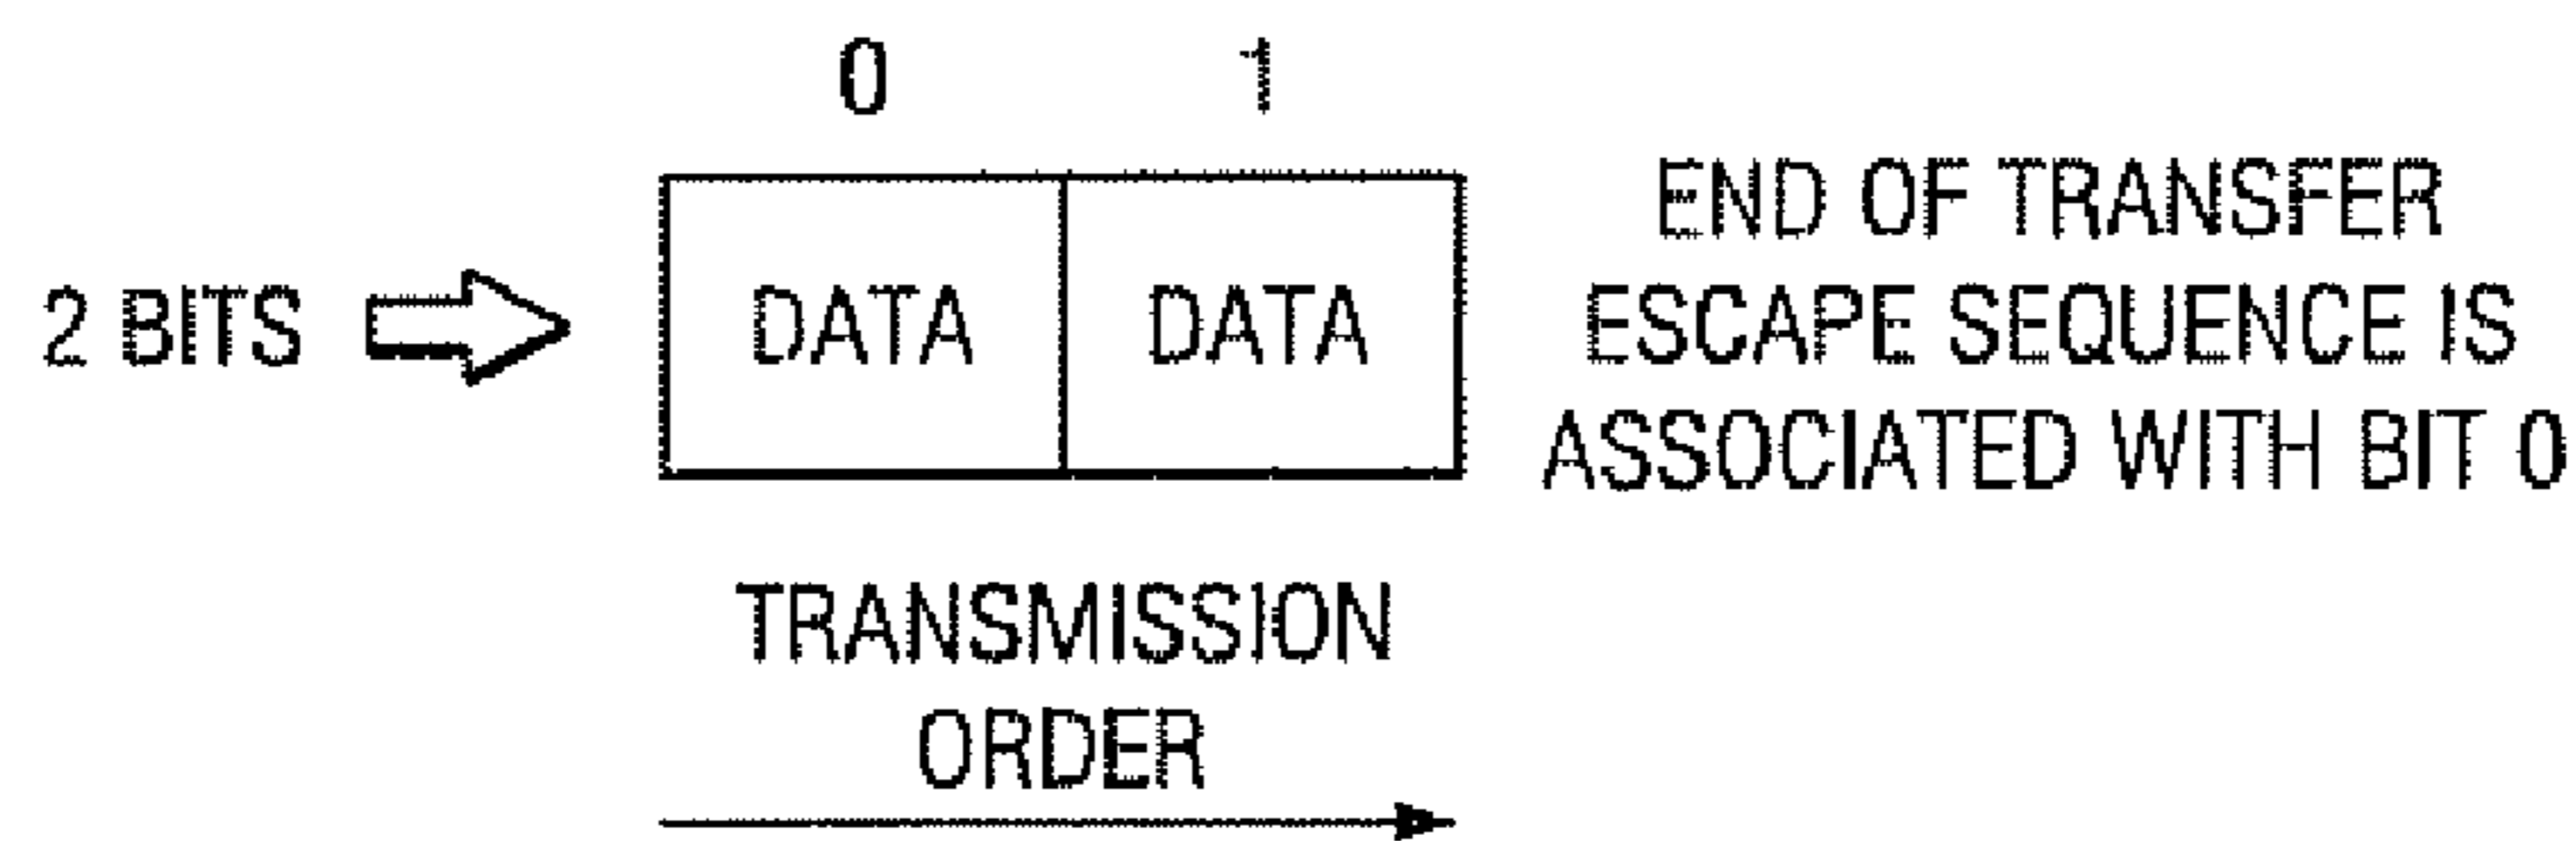 0 1
2 BITS
DATA DATA
END OF TRANSFER
ESCAPE SEQUENCE IS
ASSOCIATED WITH BIT 0
TRANSMISSION
ORDER